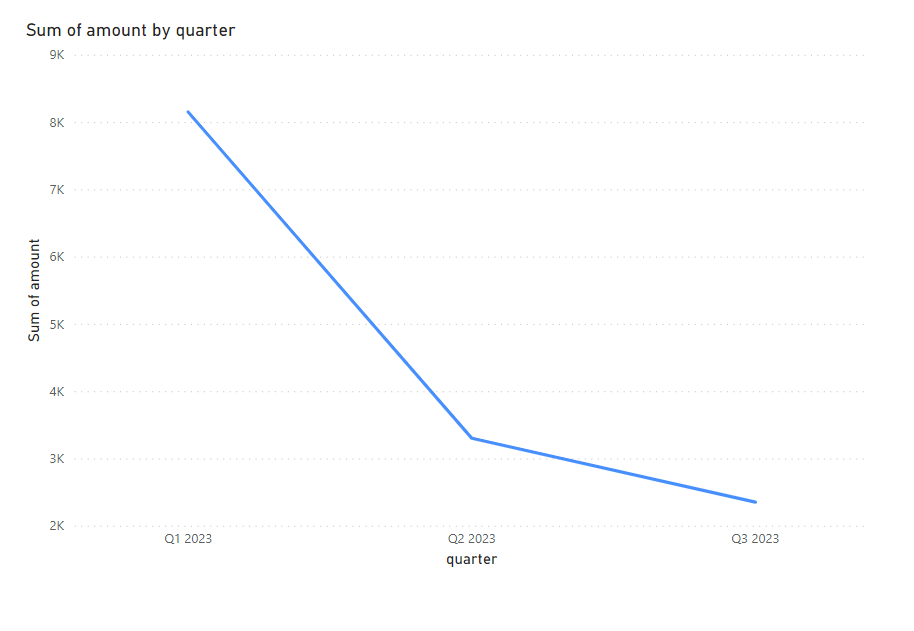 Sum of amount by quarter
9K
8K
7K
6K
5K
4K
3K
2K
Sum of amount
Q1 2023 Q2 2023 Q3 2023
quarter